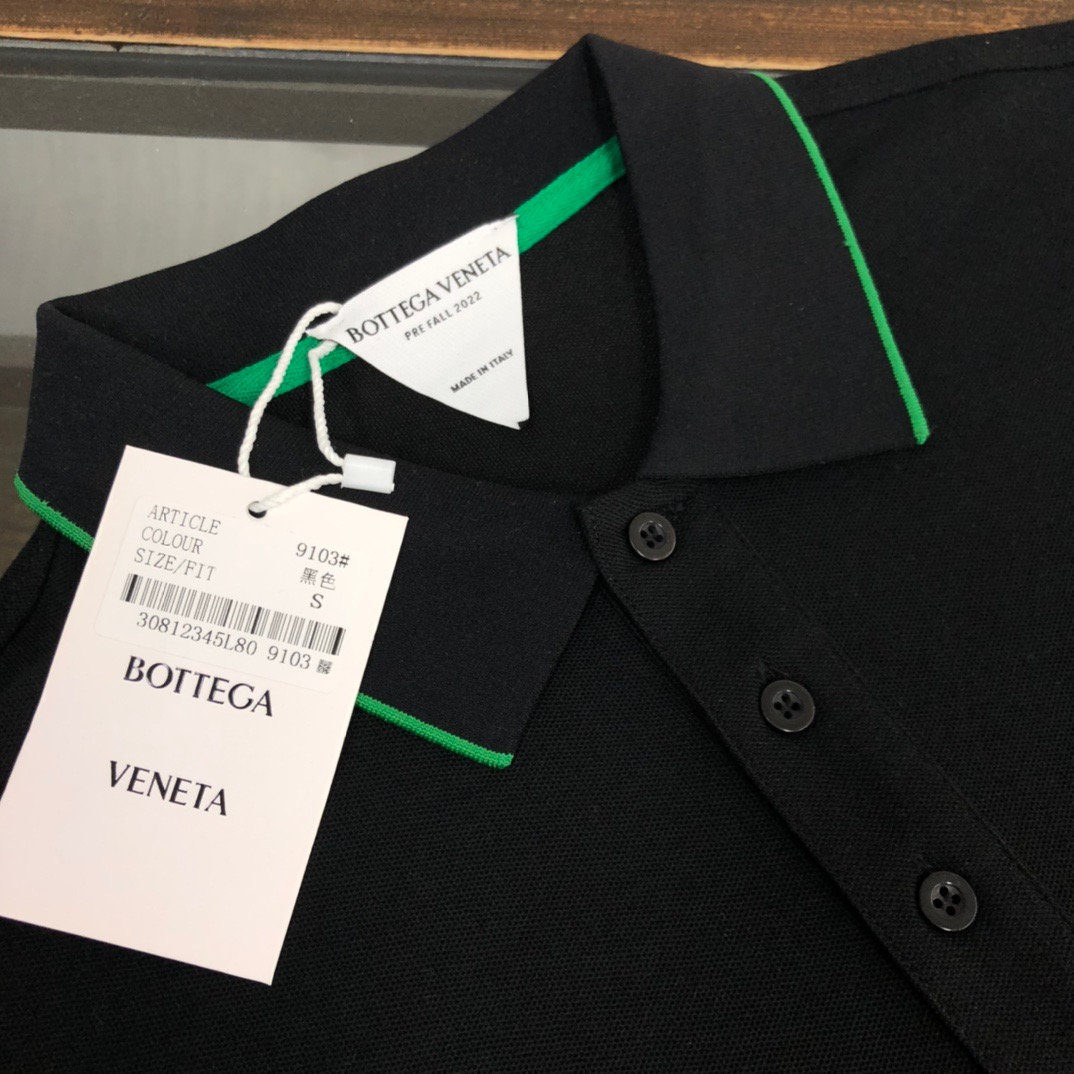 BOTTEGA VENETA
PRE FALL 2022
MADE IN ITALY
ARTICLE 9103#
COLOUR 黑色
SIZE/FIT S
30812345L80 9103
BOTTEGA
VENETA